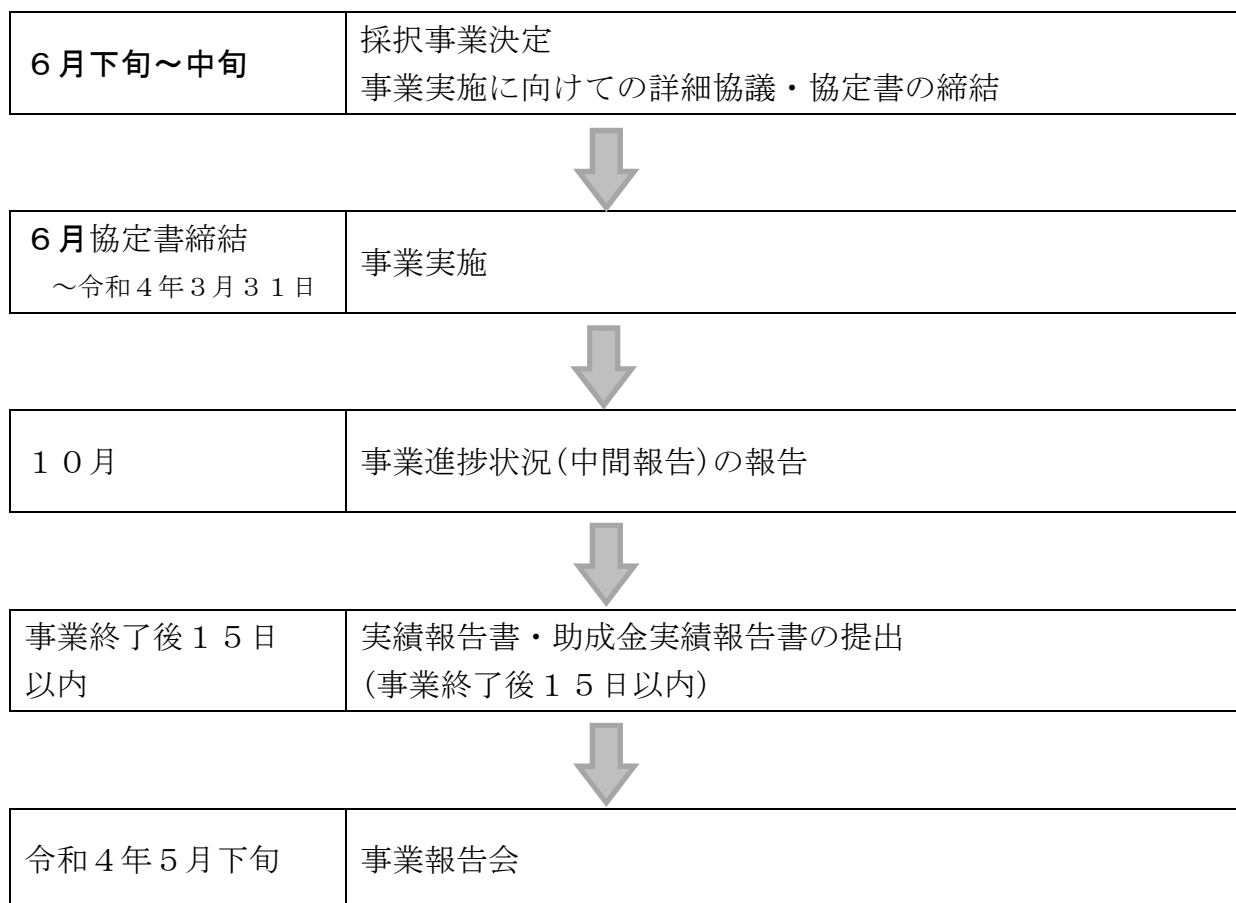 ６月下旬～中旬
採択事業決定
事業実施に向けての詳細協議・協定書の締結
６月協定書締結
～令和４年３月３１日
事業実施
１０月
事業進捗状況(中間報告)の報告
事業終了後１５日
以内
実績報告書・助成金実績報告書の提出
(事業終了後１５日以内)
令和４年５月下旬
事業報告会